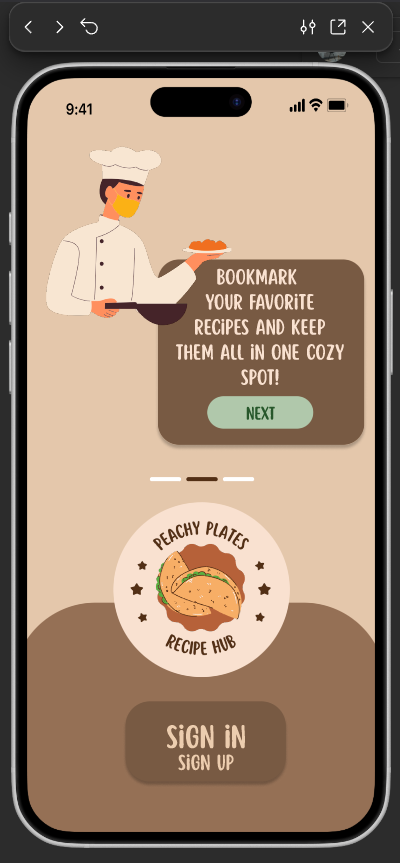 9:41
BOOKMARK
YOUR FAVORiTE
RECiPES AND KEEP
THEM ALL iN ONE COZY
SPOT!
NEXT
PEACHY PLATES
RECIPE HUB
SiGN iN
SiGN UP